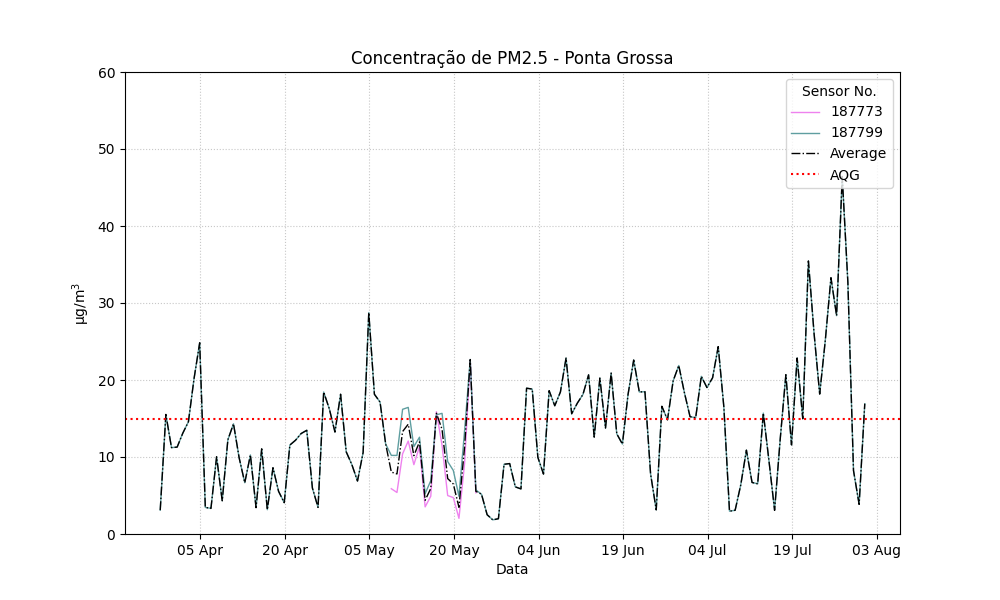 Concentração de PM2.5 - Ponta Grossa
60
50
40
30
20
10
0
µg/m³
Sensor No.
187773
187799
Average
AQG
05 Apr
20 Apr
05 May
20 May
04 Jun
19 Jun
04 Jul
19 Jul
03 Aug
Data